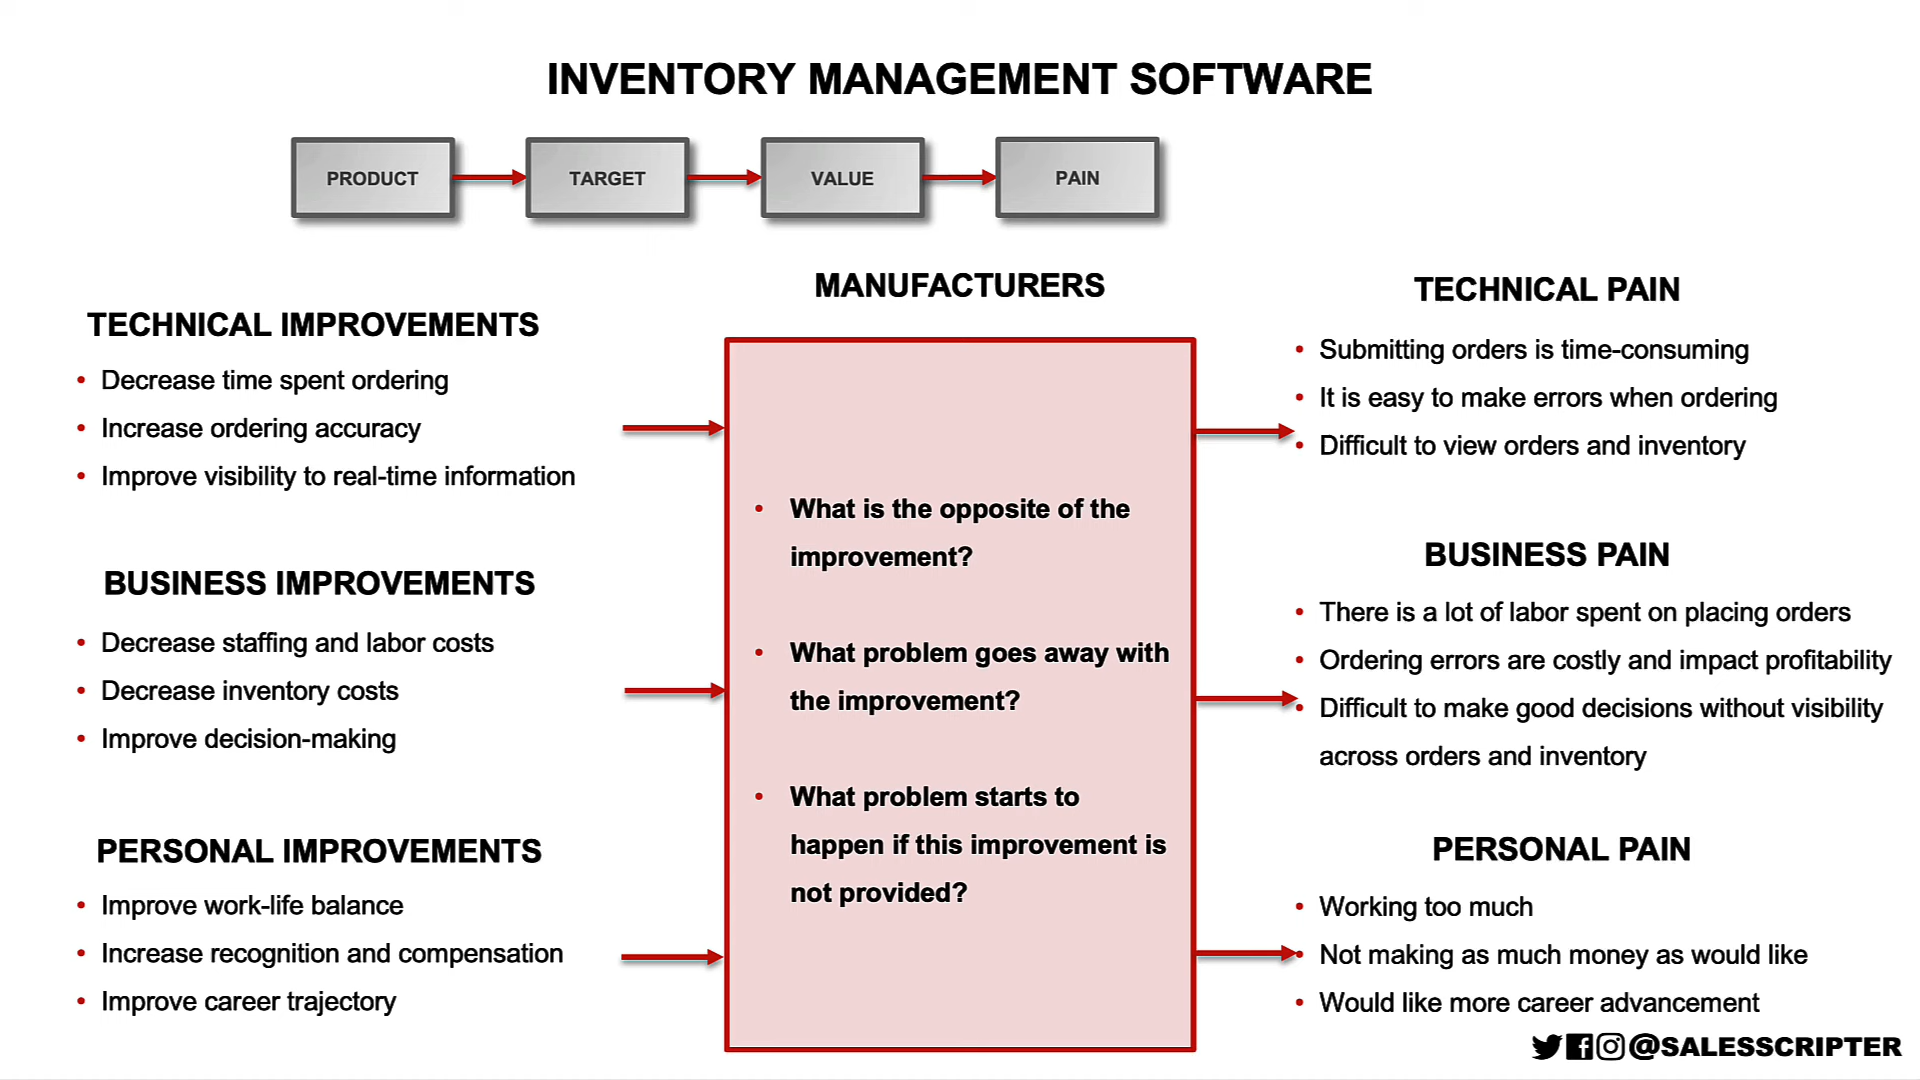 INVENTORY MANAGEMENT SOFTWARE
PRODUCT
TARGET
VALUE
PAIN
TECHNICAL IMPROVEMENTS
• Decrease time spent ordering
• Increase ordering accuracy
• Improve visibility to real-time information
BUSINESS IMPROVEMENTS
• Decrease staffing and labor costs
• Decrease inventory costs
• Improve decision-making
PERSONAL IMPROVEMENTS
• Improve work-life balance
• Increase recognition and compensation
• Improve career trajectory
MANUFACTURERS
• What is the opposite of the
improvement?
• What problem goes away with
the improvement?
• What problem starts to
happen if this improvement is
not provided?
TECHNICAL PAIN
• Submitting orders is time-consuming
• It is easy to make errors when ordering
• Difficult to view orders and inventory
BUSINESS PAIN
• There is a lot of labor spent on placing orders
• Ordering errors are costly and impact profitability
• Difficult to make good decisions without visibility
across orders and inventory
PERSONAL PAIN
• Working too much
• Not making as much money as would like
• Would like more career advancement
@SALESSCRIPTER